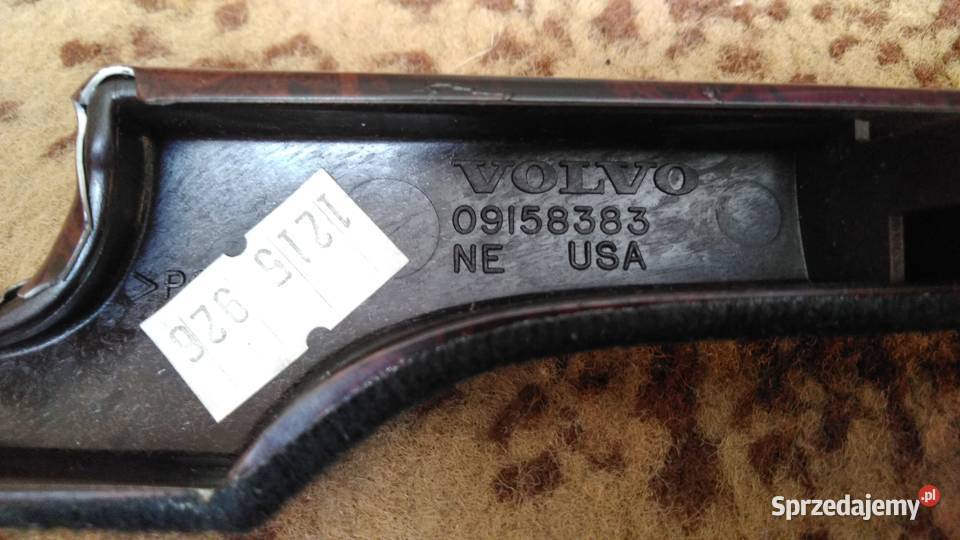 VOLVO
09158383
NE USA
1215
926
Sprzedajemy.pl